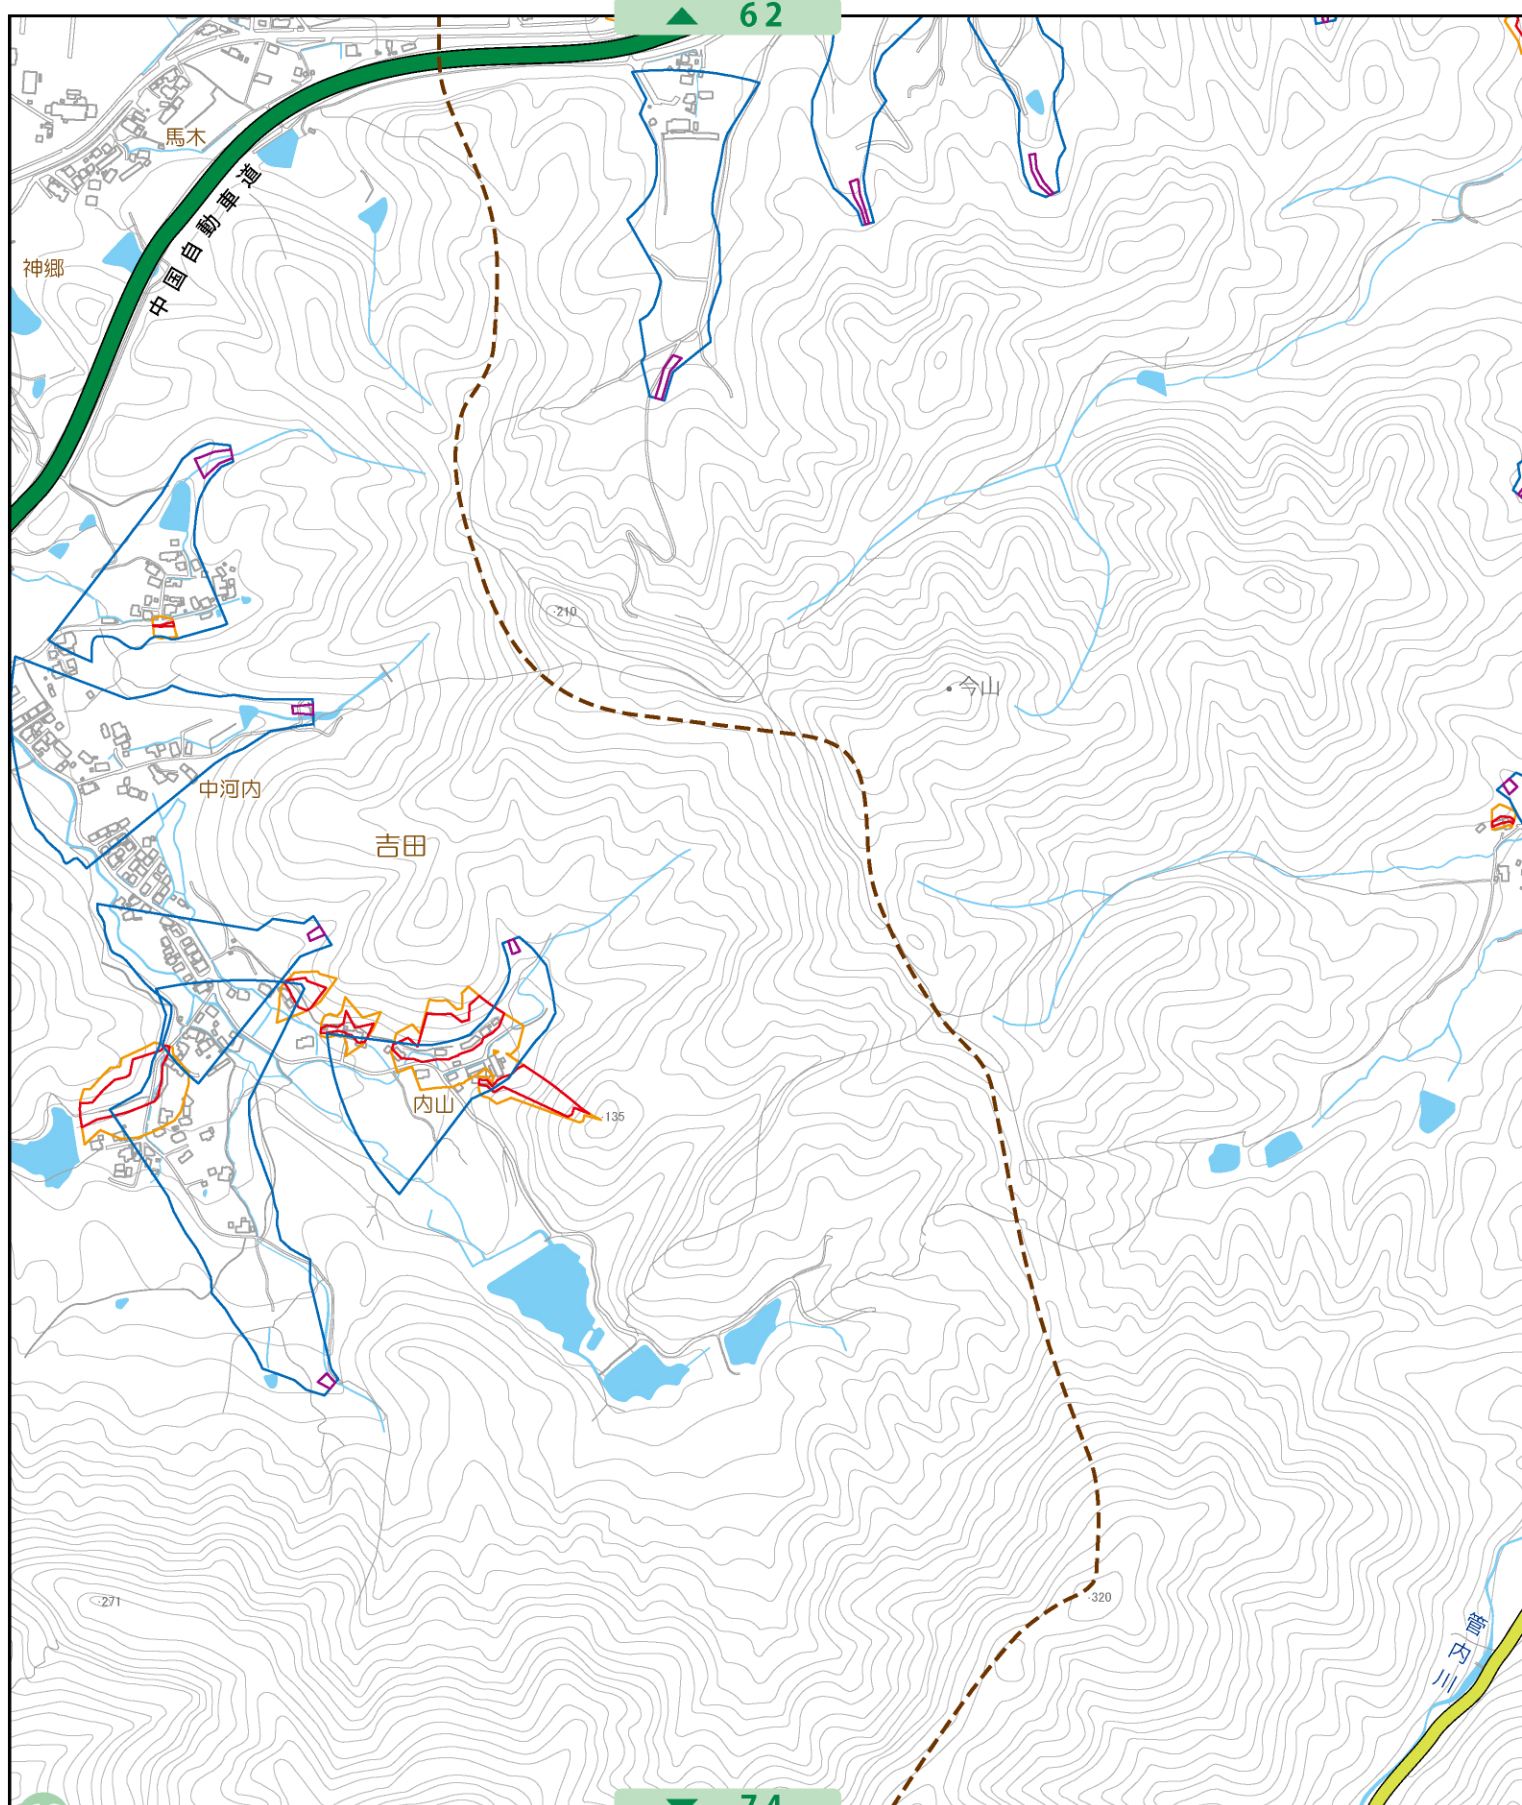 ▲ 62
馬木
中国自動車道
神郷
・210
・今山
中河内
吉田
内山
・135
・271
・320
管内川
▼ 74